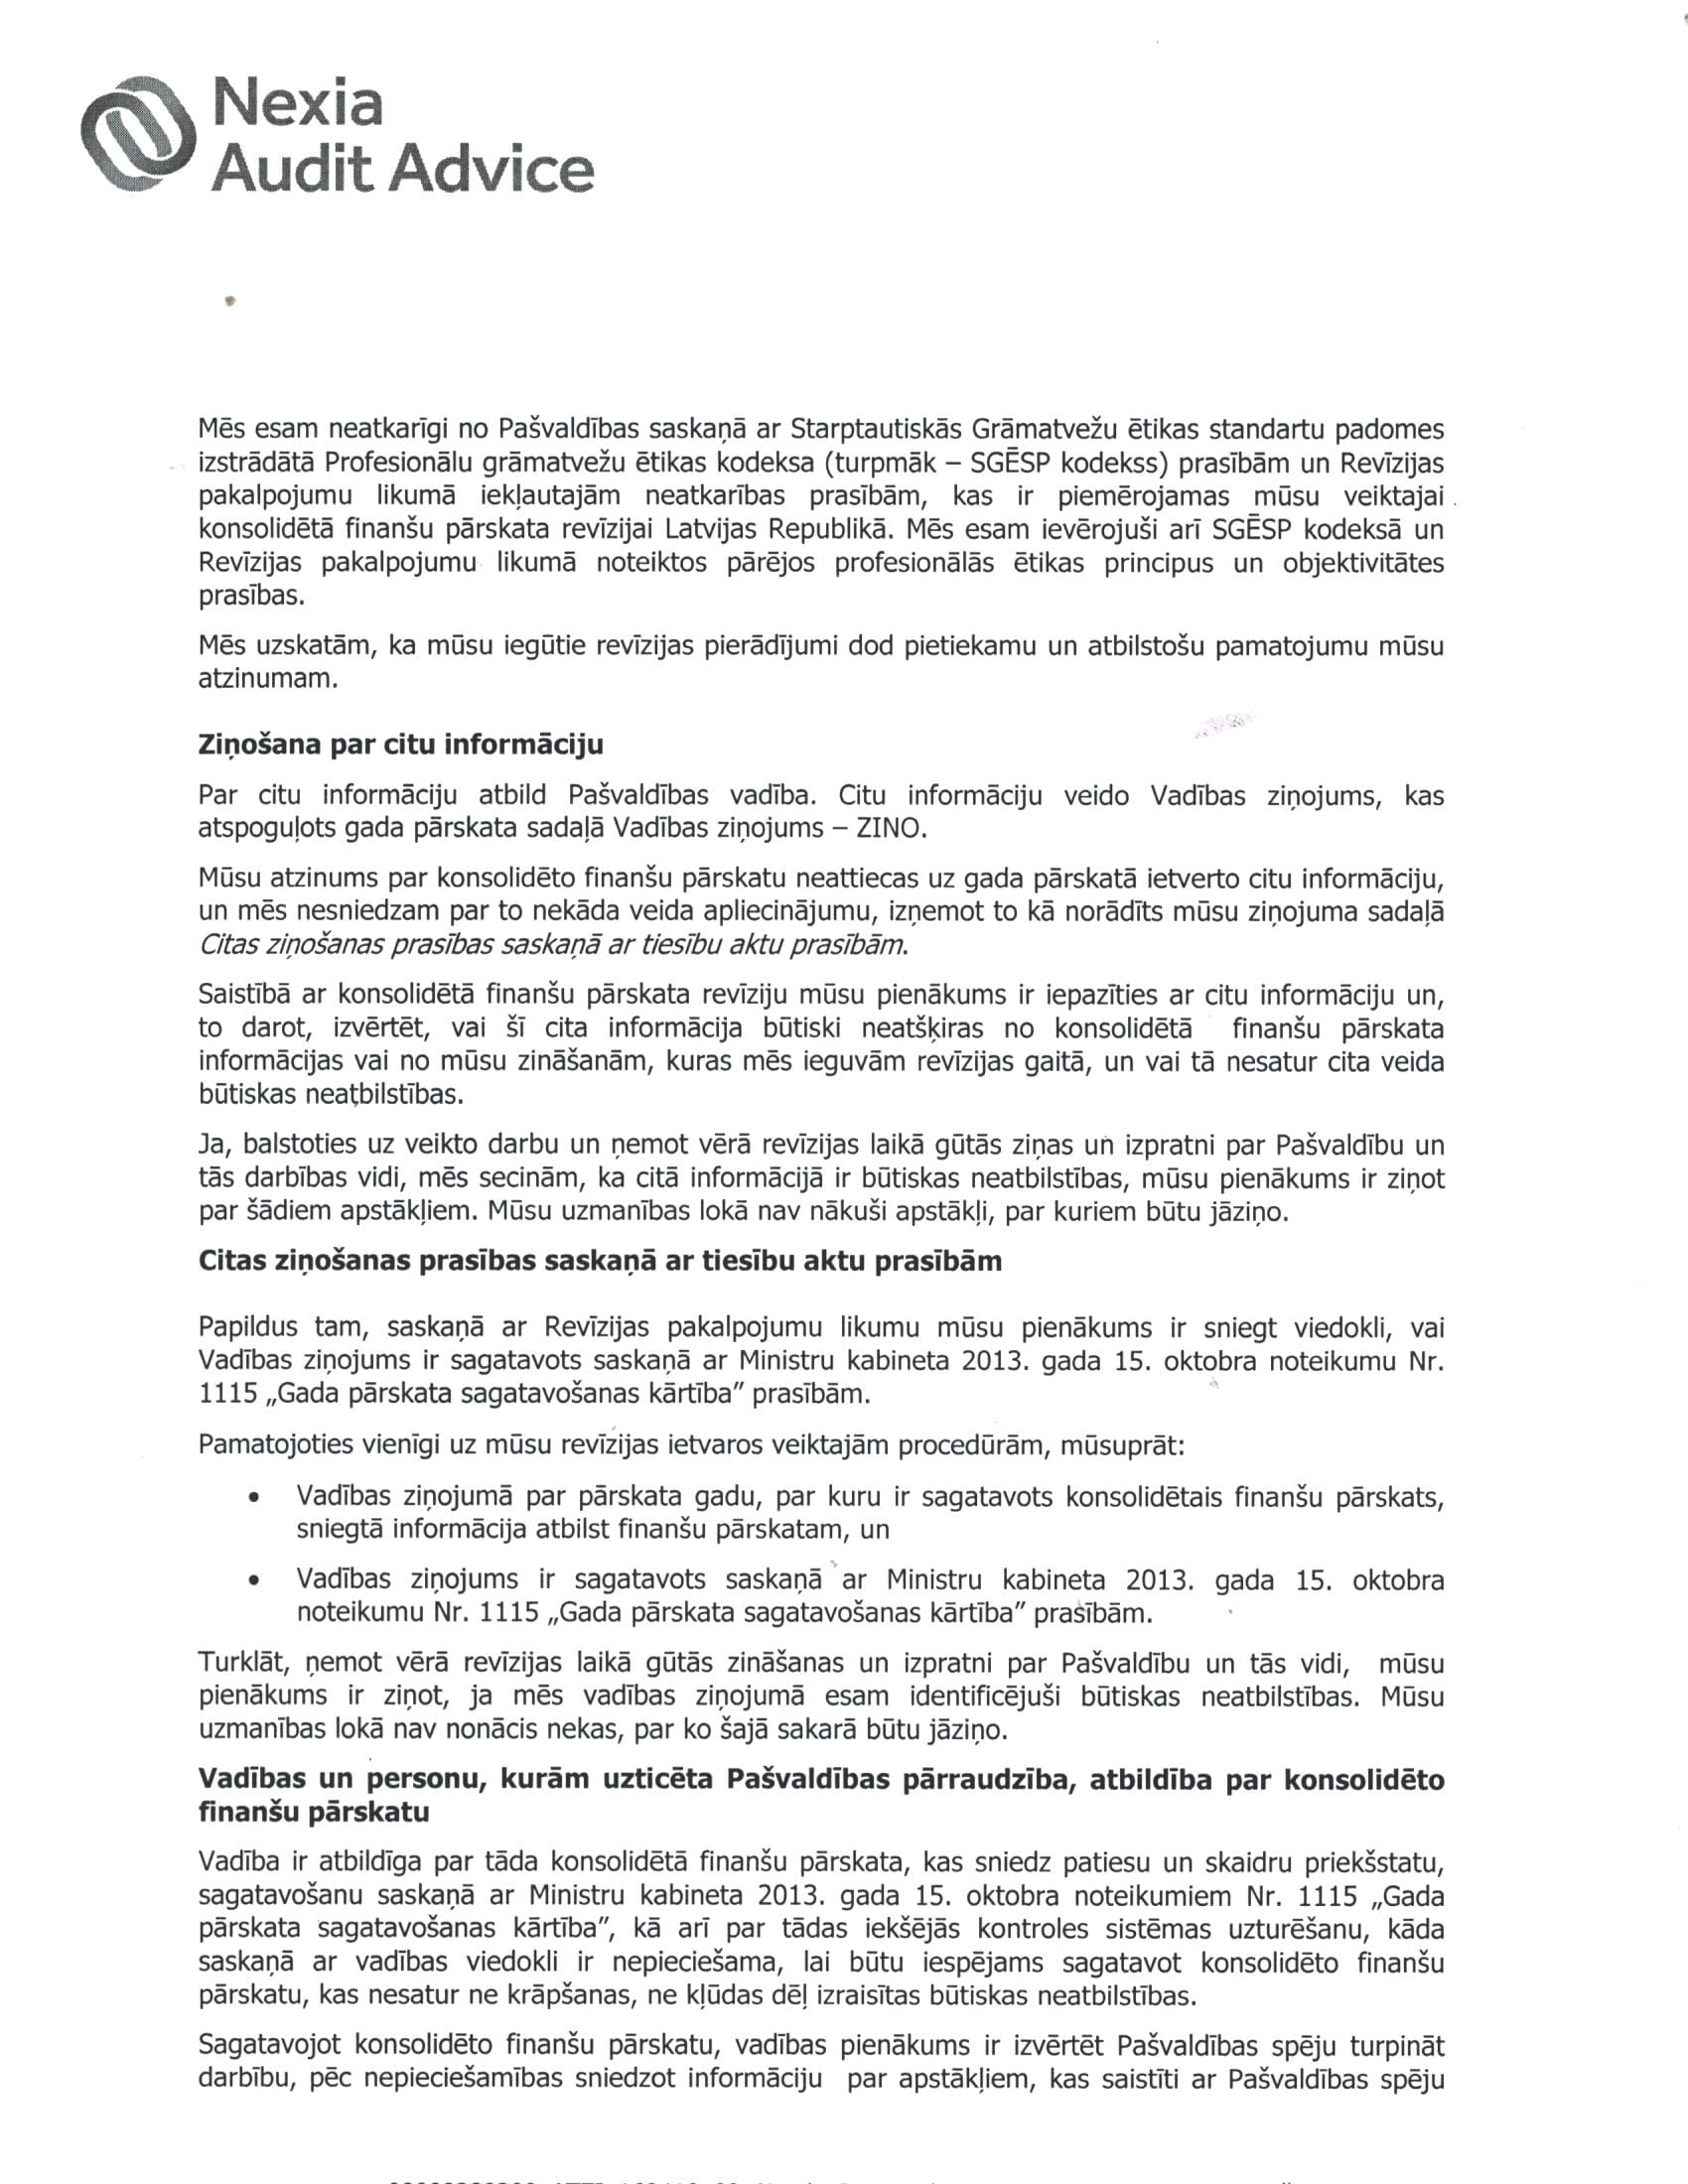 Nexia
Audit Advice
Mēs esam neatkarīgi no Pašvaldības saskaņā ar Starptautiskās Grāmatvežu ētikas standartu padomes
izstrādātā Profesionālu grāmatvežu ētikas kodeksa (turpmāk – SGĒSP kodekss) prasībām un Revīzijas
pakalpojumu likumā iekļautajām neatkarības prasībām, kas ir piemērojamas mūsu veiktajai
konsolidētā finanšu pārskata revīzijai Latvijas Republikā. Mēs esam ievērojuši arī SGĒSP kodeksā un
Revīzijas pakalpojumu likumā noteiktos pārējos profesionālās ētikas principus un objektivitātes
prasības.
Mēs uzskatām, ka mūsu iegūtie revīzijas pierādījumi dod pietiekamu un atbilstošu pamatojumu mūsu
atzinumam.
Ziņošana par citu informāciju
Par citu informāciju atbild Pašvaldības vadība. Citu informāciju veido Vadības ziņojums, kas
atspoguļots gada pārskata sadaļā Vadības ziņojums – ZINO.
Mūsu atzinums par konsolidēto finanšu pārskatu neattiecas uz gada pārskatā ietverto citu informāciju,
un mēs nesniedzam par to nekāda veida apliecinājumu, izņemot to kā norādīts mūsu ziņojuma sadaļā
Citas ziņošanas prasības saskaņā ar tiesību aktu prasībām.
Saistībā ar konsolidētā finanšu pārskata revīziju mūsu pienākums ir iepazīties ar citu informāciju un,
to darot, izvērtēt, vai šī cita informācija būtiski neatšķiras no konsolidētā finanšu pārskata
informācijas vai no mūsu zināšanām, kuras mēs ieguvām revīzijas gaitā, un vai tā nesatur cita veida
būtiskas neatbilstības.
Ja, balstoties uz veikto darbu un ņemot vērā revīzijas laikā gūtās ziņas un izpratni par Pašvaldību un
tās darbības vidi, mēs secinām, ka citā informācijā ir būtiskas neatbilstības, mūsu pienākums ir ziņot
par šādiem apstākļiem. Mūsu uzmanības lokā nav nākuši apstākļi, par kuriem būtu jāziņo.
Citas ziņošanas prasības saskaņā ar tiesību aktu prasībām
Papildus tam, saskaņā ar Revīzijas pakalpojumu likumu mūsu pienākums ir sniegt viedokli, vai
Vadības ziņojums ir sagatavots saskaņā ar Ministru kabineta 2013. gada 15. oktobra noteikumu Nr.
1115 „Gada pārskata sagatavošanas kārtība” prasībām.
Pamatojoties vienīgi uz mūsu revīzijas ietvaros veiktajām procedūrām, mūsuprāt:
• Vadības ziņojumā par pārskata gadu, par kuru ir sagatavots konsolidētais finanšu pārskats,
sniegtā informācija atbilst finanšu pārskatam, un
• Vadības ziņojums ir sagatavots saskaņā ar Ministru kabineta 2013. gada 15. oktobra
noteikumu Nr. 1115 „Gada pārskata sagatavošanas kārtība” prasībām.
Turklāt, ņemot vērā revīzijas laikā gūtās zināšanas un izpratni par Pašvaldību un tās vidi, mūsu
pienākums ir ziņot, ja mēs vadības ziņojumā esam identificējuši būtiskas neatbilstības. Mūsu
uzmanības lokā nav nonācis nekas, par ko šajā sakarā būtu jāziņo.
Vadības un personu, kurām uzticēta Pašvaldības pārraudzība, atbildība par konsolidēto
finanšu pārskatu
Vadība ir atbildīga par tāda konsolidētā finanšu pārskata, kas sniedz patiesu un skaidru priekšstatu,
sagatavošanu saskaņā ar Ministru kabineta 2013. gada 15. oktobra noteikumiem Nr. 1115 „Gada
pārskata sagatavošanas kārtība”, kā arī par tādas iekšējās kontroles sistēmas uzturēšanu, kāda
saskaņā ar vadības viedokli ir nepieciešama, lai būtu iespējams sagatavot konsolidēto finanšu
pārskatu, kas nesatur ne krāpšanas, ne kļūdas dēļ izraisītas būtiskas neatbilstības.
Sagatavojot konsolidēto finanšu pārskatu, vadības pienākums ir izvērtēt Pašvaldības spēju turpināt
darbību, pēc nepieciešamības sniedzot informāciju par apstākļiem, kas saistīti ar Pašvaldības spēju